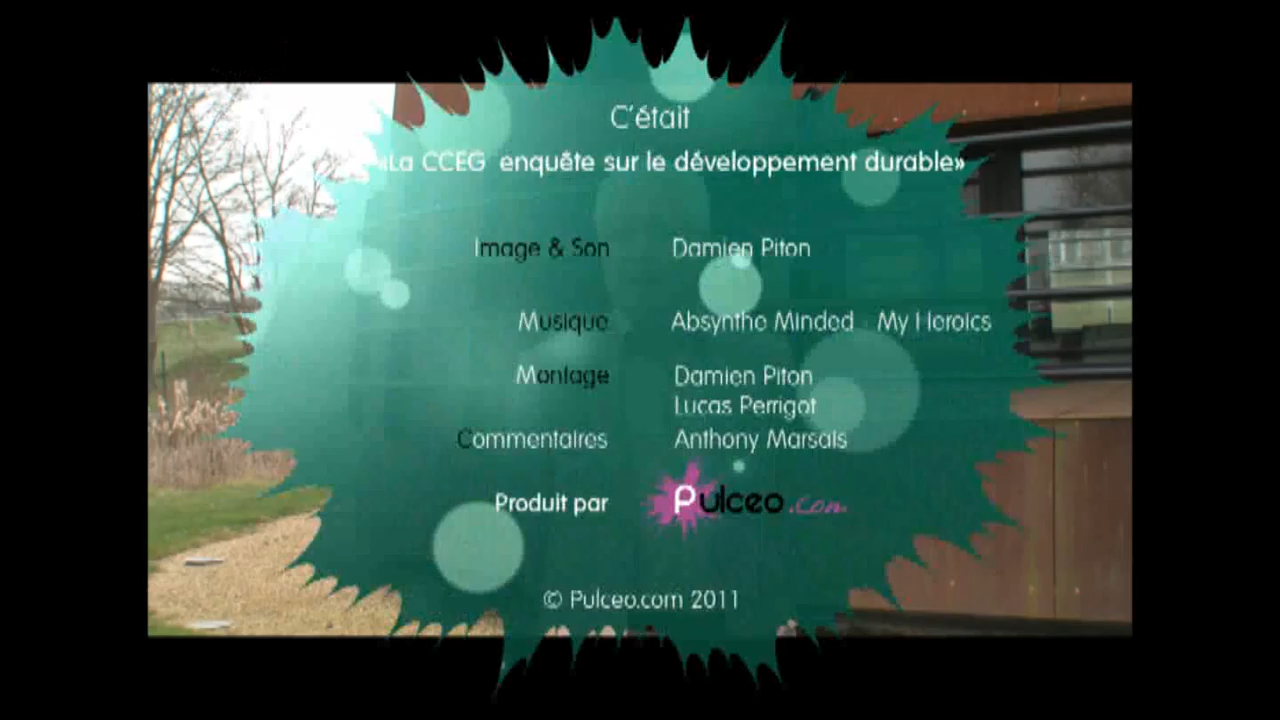 C'était
«La CCEG enquête sur le développement durable»
Image & Son Damien Piton
Musique Absynthe Minded - My Heroics
Montage Damien Piton
Lucas Perrigot
Commentaires Anthony Marsais
Produit par Pulceo.com
© Pulceo.com 2011